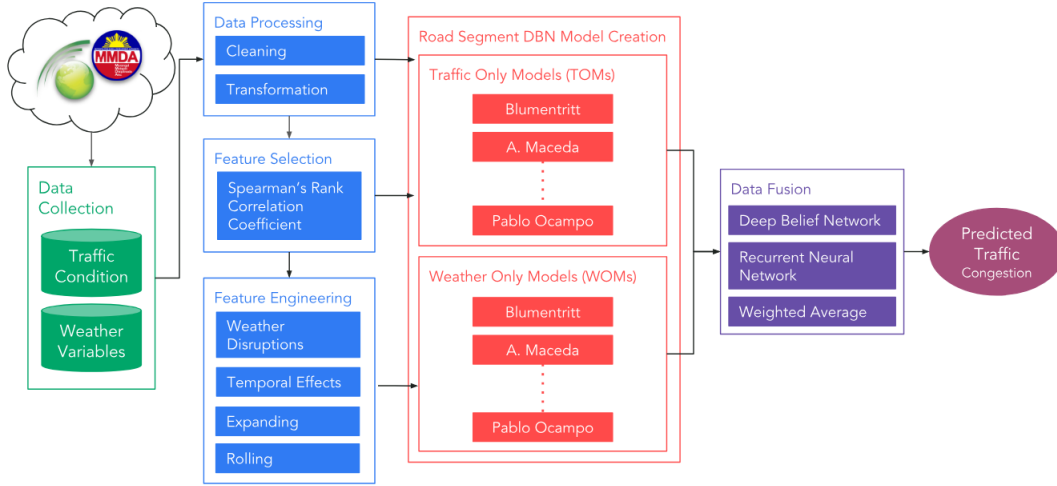 MMDA
Data
Collection
Traffic
Condition
Weather
Variables
Data Processing
Cleaning
Transformation
Feature Selection
Spearman's Rank
Correlation
Coefficient
Feature Engineering
Weather
Disruptions
Temporal Effects
Expanding
Rolling
Road Segment DBN Model Creation
Traffic Only Models (TOMs)
Blumentritt
A. Maceda
Pablo Ocampo
Weather Only Models (WOMs)
Blumentritt
A. Maceda
Pablo Ocampo
Data Fusion
Deep Belief Network
Recurrent Neural
Network
Weighted Average
Predicted
Traffic
Congestion